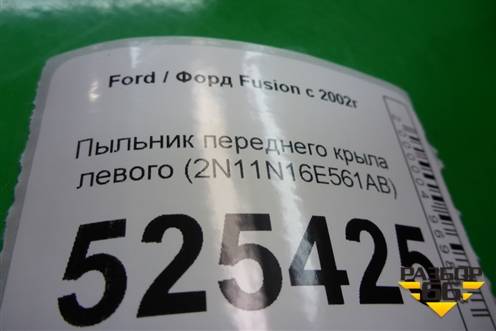 Ford / Форд Fusion с 2002г
Пыльник переднего крыла
левого (2N11N16E561AB)
525425
РАЗБОР
66